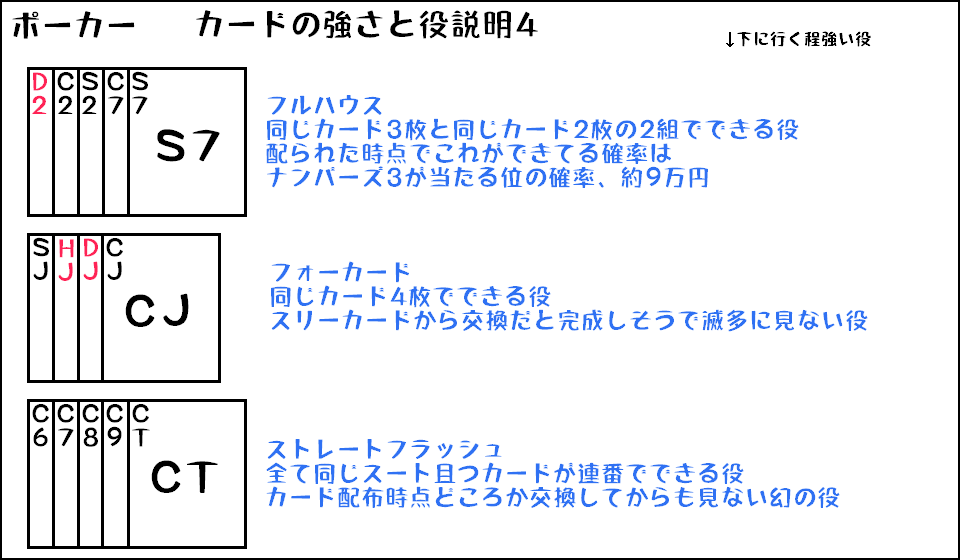 ポーカー　　カードの強さと役説明4
↓下に行く程強い役
D C S C S
2 2 2 7 7
S7
フルハウス
同じカード3枚と同じカード2枚の2組でできる役
配られた時点でこれができてる確率は
ナンバーズ3が当たる位の確率、約9万円
S H D C
J J J J
CJ
フォーカード
同じカード4枚でできる役
スリーカードから交換だと完成しそうで滅多に見ない役
C C C C C
6 7 8 9 T
CT
ストレートフラッシュ
全て同じスート且つカードが連番でできる役
カード配布時点どころか交換してからも見ない幻の役